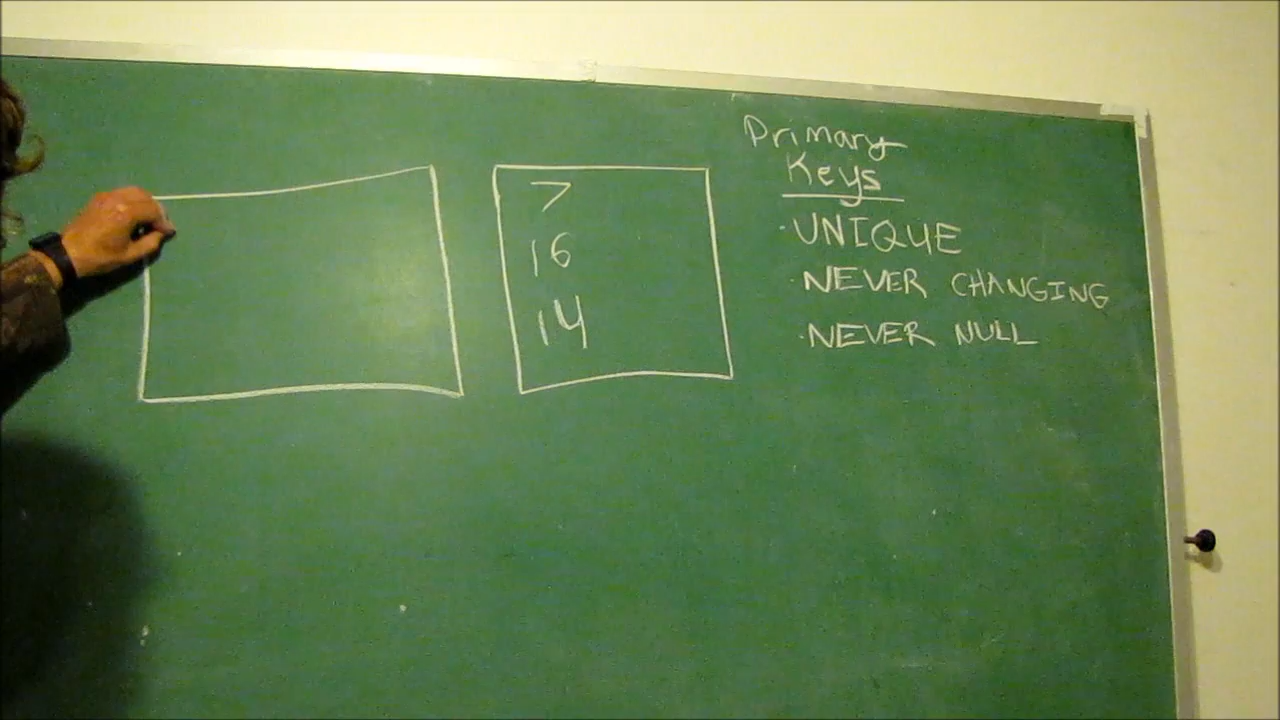 7
16
14
Primary
Keys
·UNIQUE
·NEVER CHANGING
·NEVER NULL